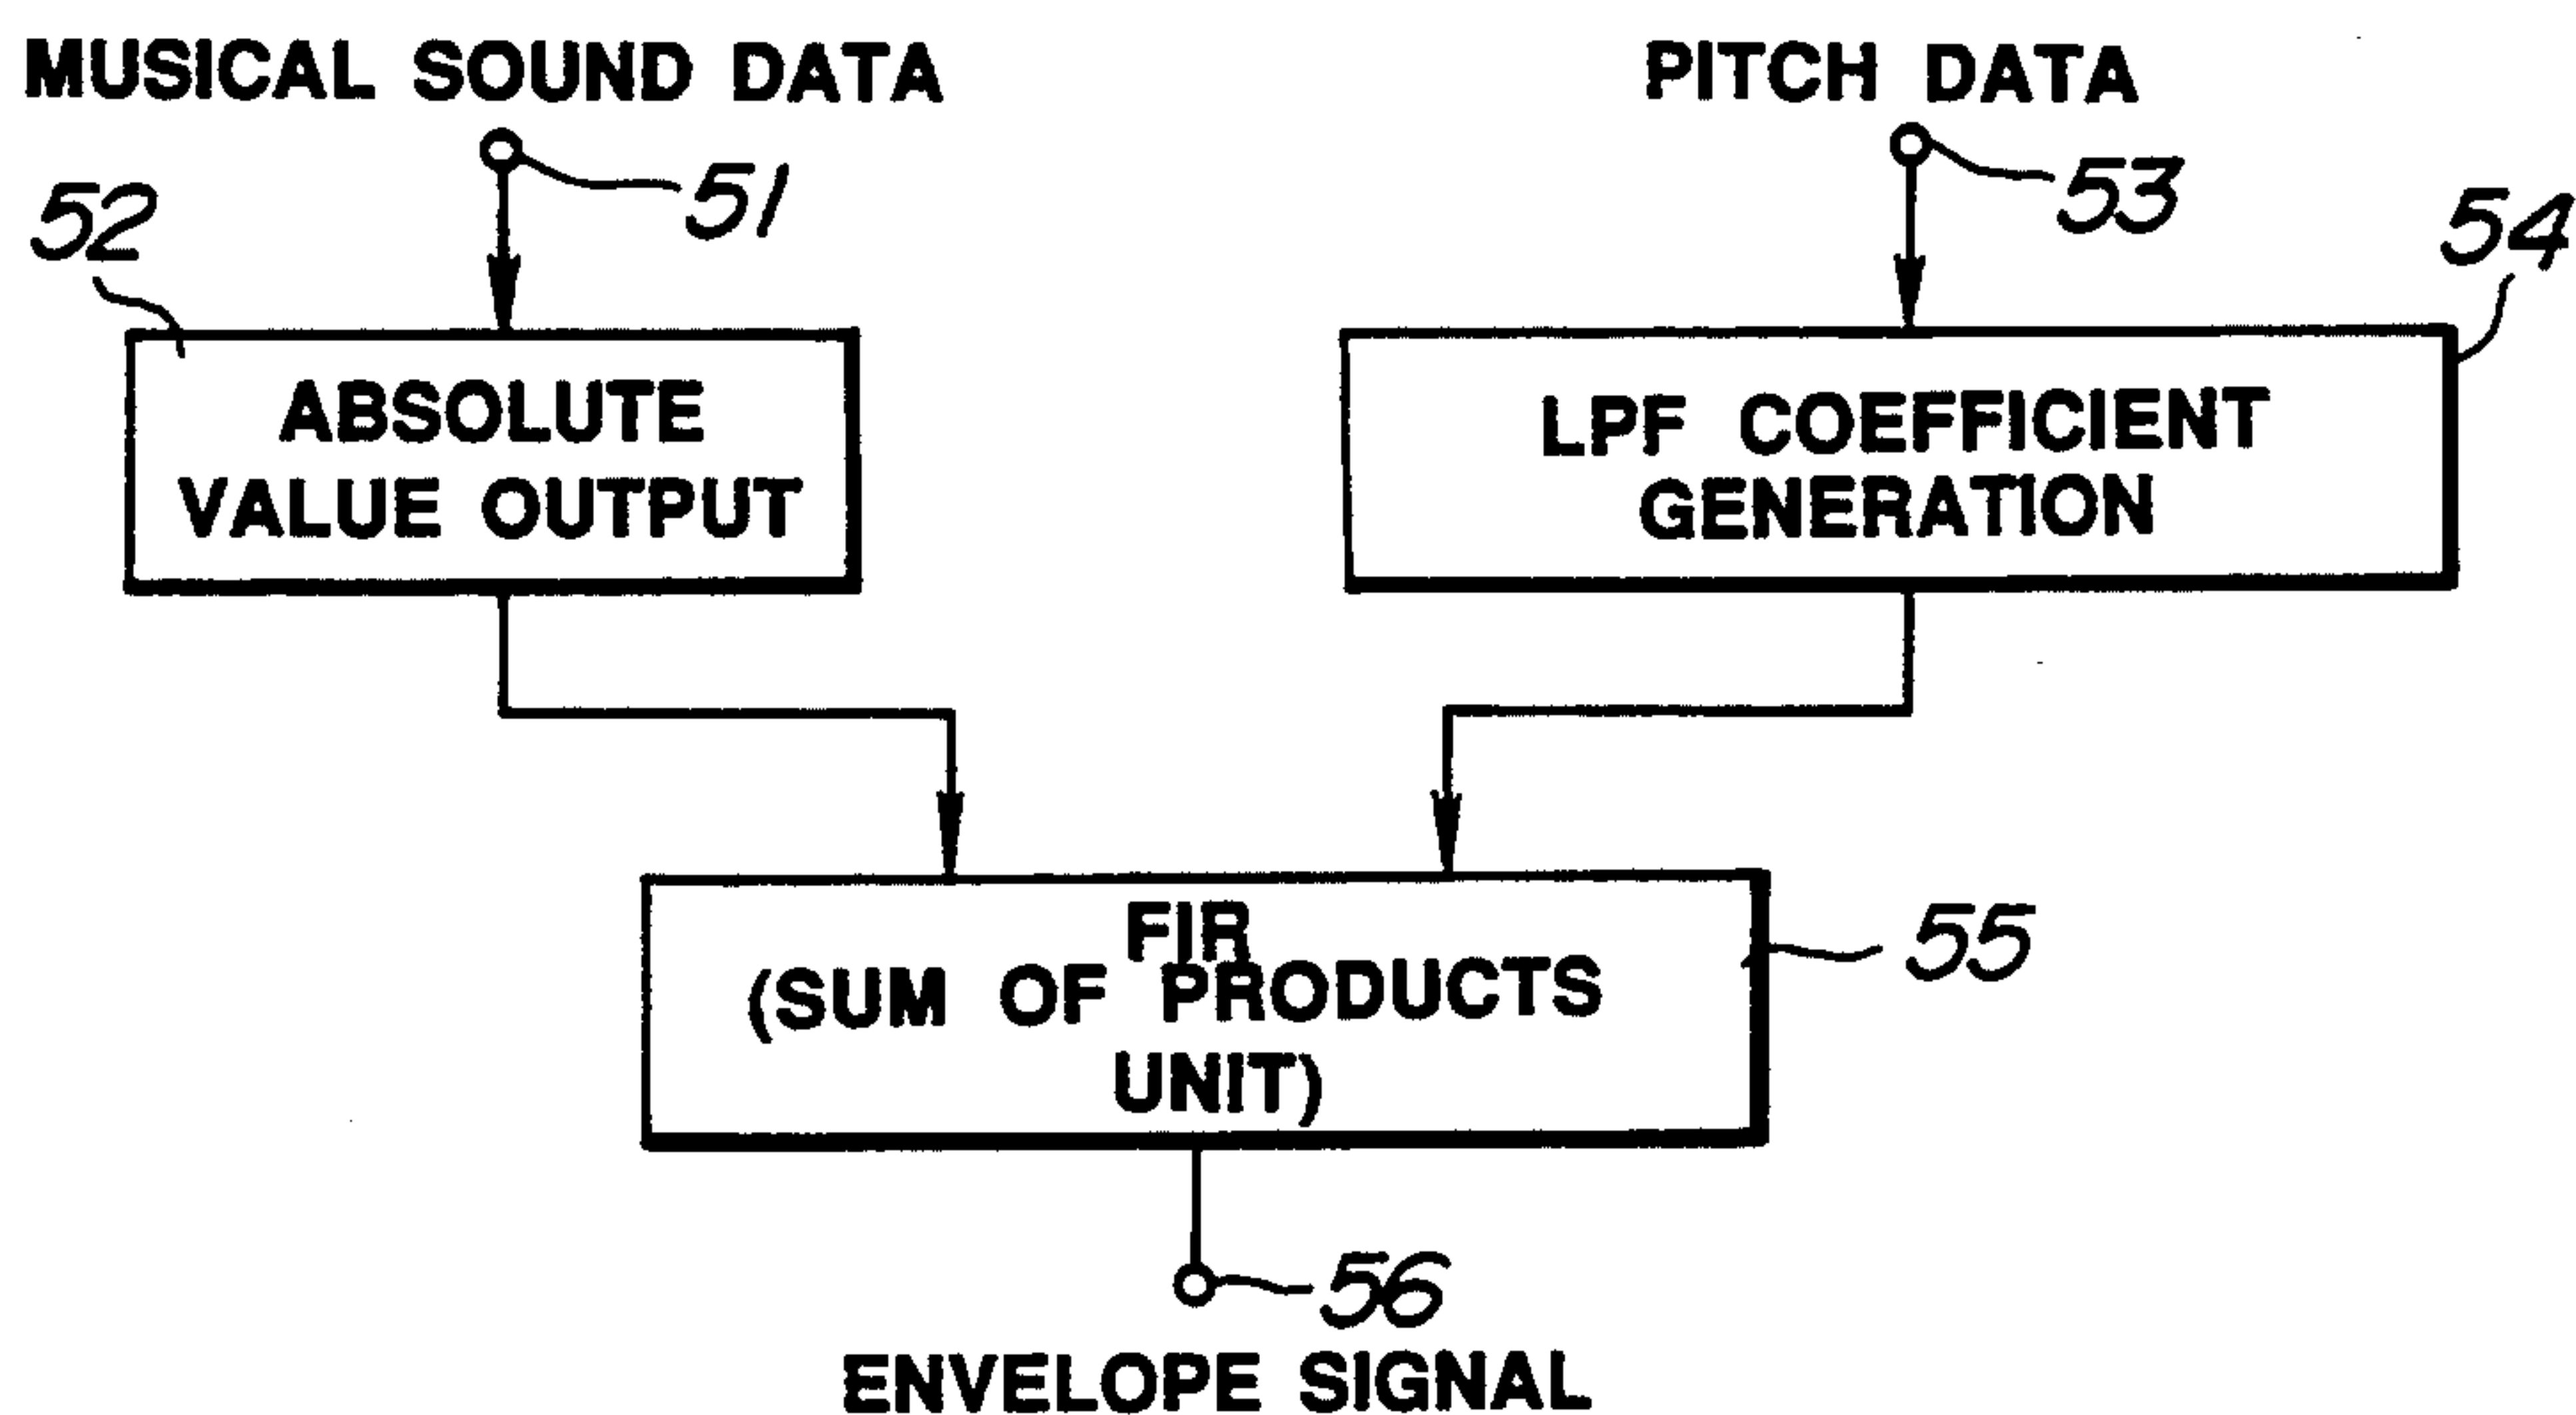 MUSICAL SOUND DATA
PITCH DATA
51
53
52
54
ABSOLUTE
VALUE OUTPUT
LPF COEFFICIENT
GENERATION
FIR
(SUM OF PRODUCTS
UNIT)
55
56
ENVELOPE SIGNAL